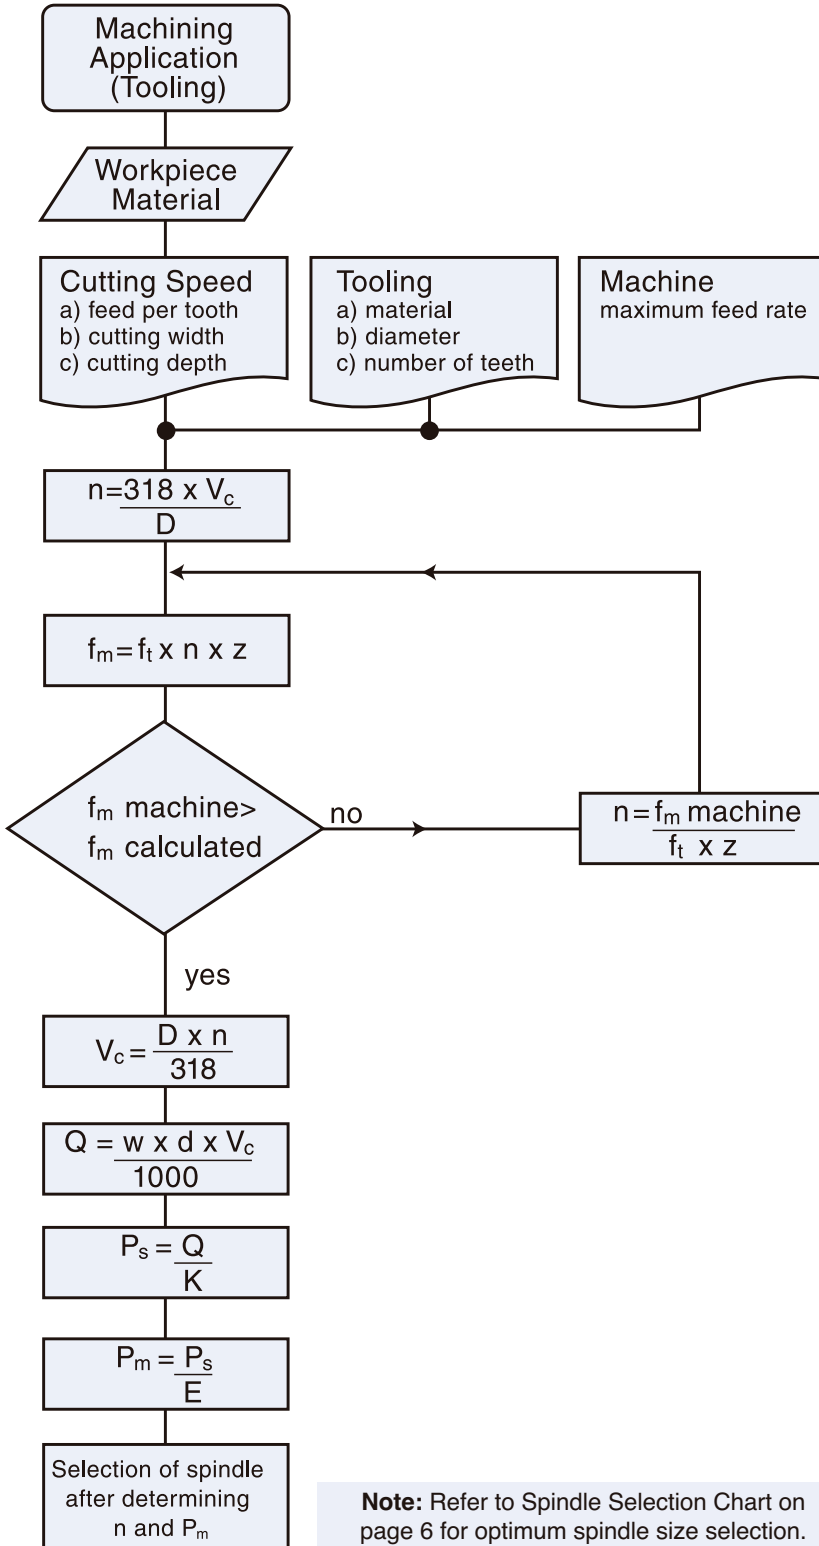 Machining
Application
(Tooling)
Workpiece
Material
Cutting Speed
a) feed per tooth
b) cutting width
c) cutting depth
Tooling
a) material
b) diameter
c) number of teeth
Machine
maximum feed rate
n=318 x Vc
D
fm=ft x n x z
fm machine>
fm calculated
no
n=fm machine
ft x z
yes
Vc=D x n
318
Q=w x d x Vc
1000
Ps=Q
K
Pm=Ps
E
Selection of spindle
after determining
n and Pm
Note: Refer to Spindle Selection Chart on
page 6 for optimum spindle size selection.